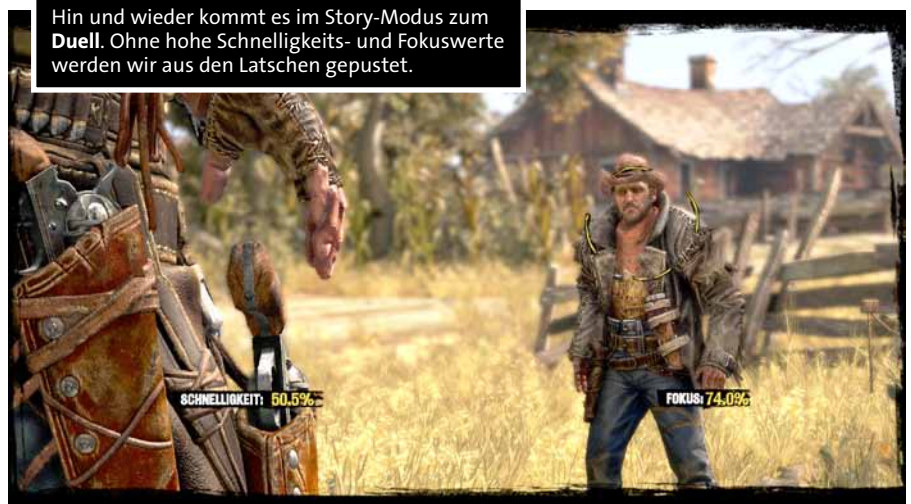 Hin und wieder kommt es im Story-Modus zum
Duell. Ohne hohe Schnelligkeits- und Fokuswerte
werden wir aus den Latschen gepustet.
SCHNELLIGKEIT: 50.5%
FOKUS: 74.0%